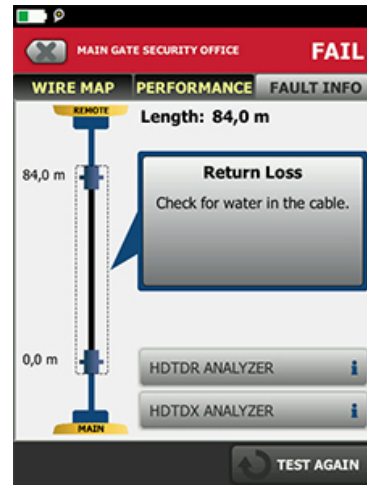 MAIN GATE SECURITY OFFICE
FAIL
WIRE MAP
PERFORMANCE
FAULT INFO
REMOTE
Length: 84,0 m
84,0 m
Return Loss
Check for water in the cable.
0,0 m
HDTDR ANALYZER i
HDTDX ANALYZER i
MAIN
TEST AGAIN